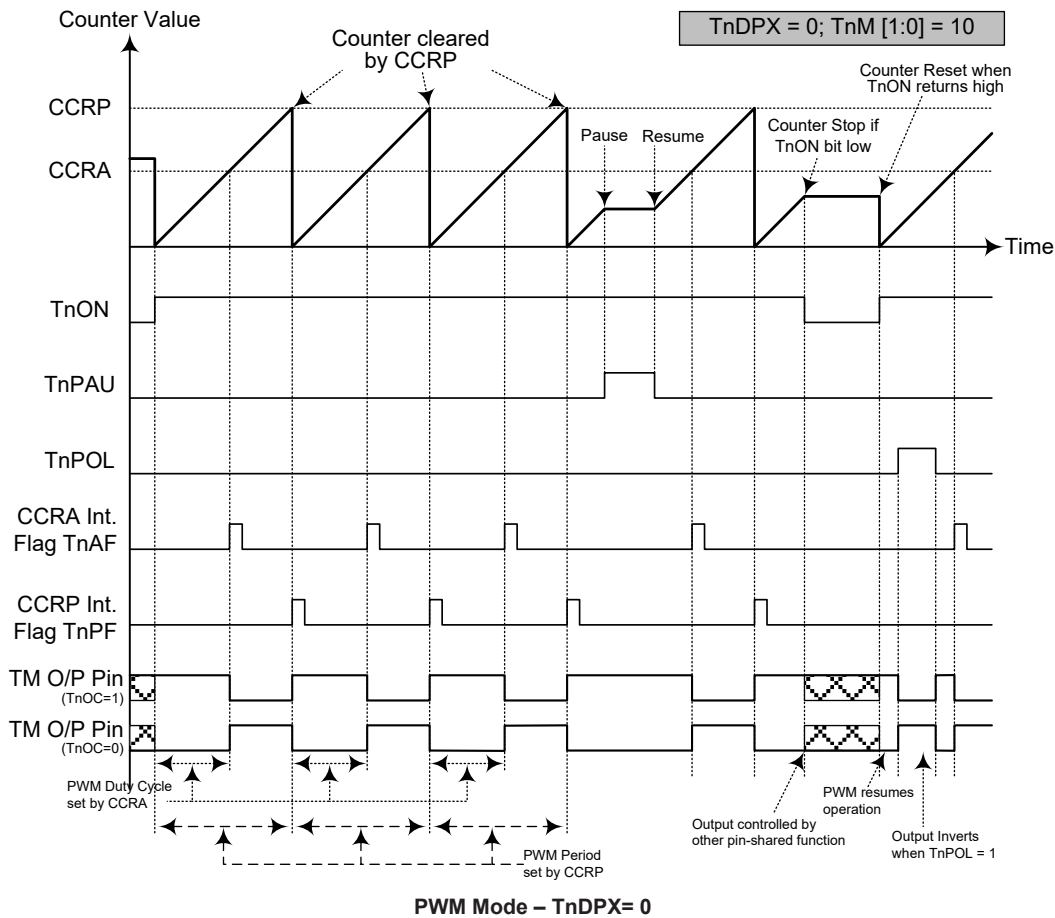 Counter Value
TnDPX = 0; TnM [1:0] = 10
Counter cleared
by CCRP
Counter Reset when
TnON returns high
CCRP
Pause
Resume
Counter Stop if
TnON bit low
CCRA
Time
TnON
TnPAU
TnPOL
CCRA Int.
Flag TnAF
CCRP Int.
Flag TnPF
TM O/P Pin
(TnOC=1)
TM O/P Pin
(TnOC=0)
PWM Duty Cycle
set by CCRA
PWM resumes
operation
Output controlled by
other pin-shared function
Output Inverts
when TnPOL = 1
PWM Period
set by CCRP
PWM Mode – TnDPX= 0